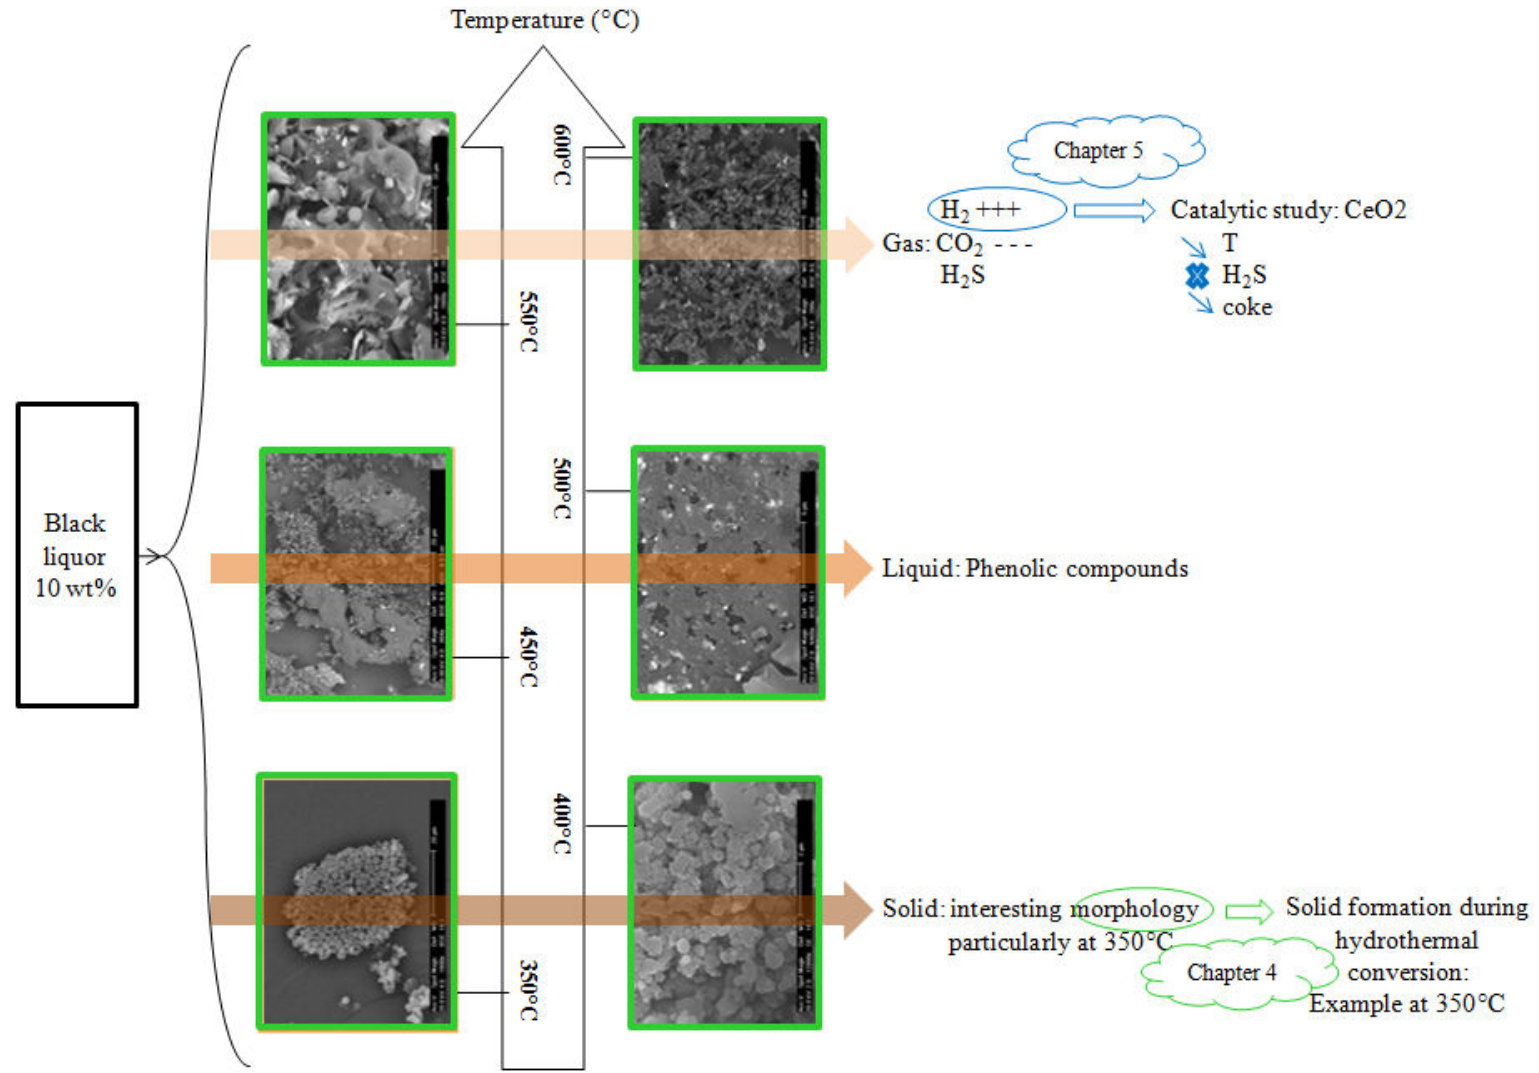 Temperature (°C)
600°C
550°C
500°C
450°C
400°C
350°C
Black
liquor
10 wt%
Chapter 5
H₂ +++
Gas: CO₂ - - -
H₂S
Catalytic study: CeO2
T
H₂S
coke
Liquid: Phenolic compounds
Solid: interesting morphology
particularly at 350°C
Chapter 4
Solid formation during
hydrothermal
conversion:
Example at 350°C